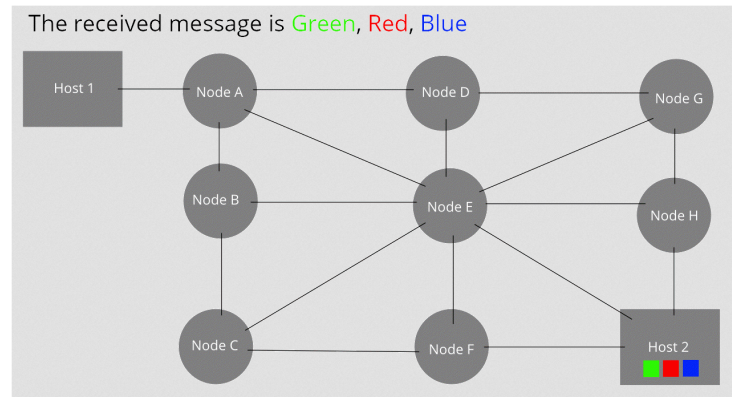 The received message is Green, Red, Blue
Host 1
Node A
Node D
Node G
Node B
Node E
Node H
Node C
Node F
Host 2